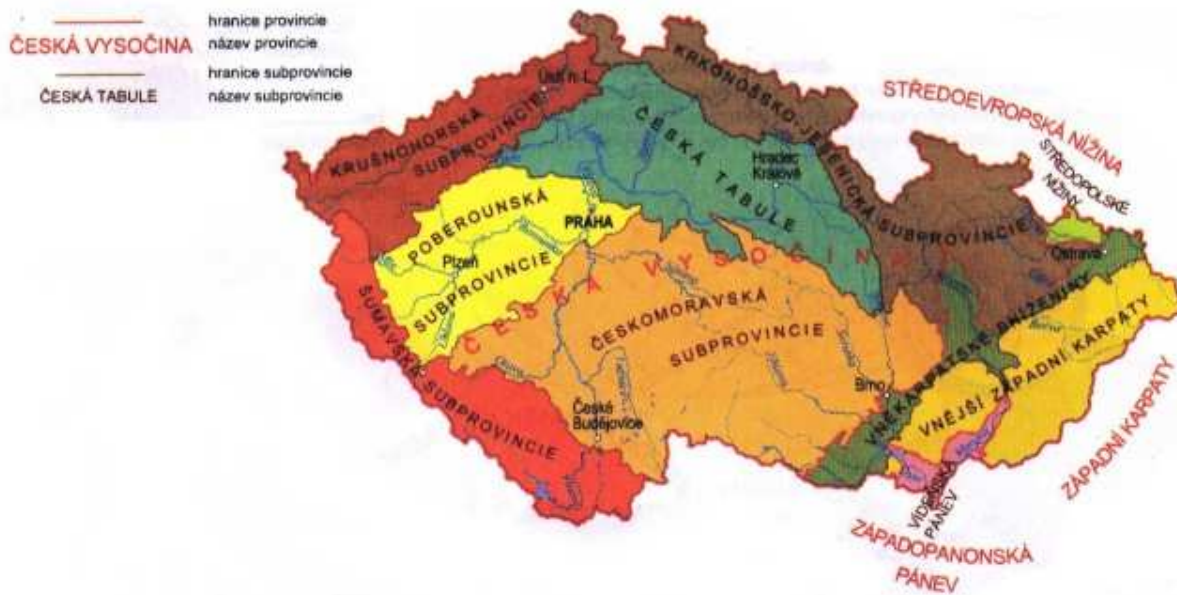 hranice provincie
ČESKÁ VYSOČINA název provincie
hranice subprovincie
ČESKÁ TABULE název subprovincie
KRKONOŠSKO-JESENICKÁ SUBPROVINCIE
STŘEDOEVROPSKÁ NÍŽINA
STŘEDOPOLSKÉ
NÍŽINY
Ústí n. L.
KRUŠNOHORSKÁ
SUBPROVINCIE
ČESKÁ TABULE
Hradec
Králové
POBEROUNSKÁ
SUBPROVINCIE
PRAHA
Plzeň
Ostrava
ČESKÁ VYSOČINA
ČESKOMORAVSKÁ
SUBPROVINCIE
ŠUMAVSKÁ SUBPROVINCIE
České
Budějovice
Brno
VNĚKARPATSKÉ SNÍŽENINY
VNĚJŠÍ ZÁPADNÍ KARPATY
ZÁPADNÍ KARPATY
VÍDEŇSKÁ
PÁNEV
ZÁPADOPANONSKÁ
PÁNEV